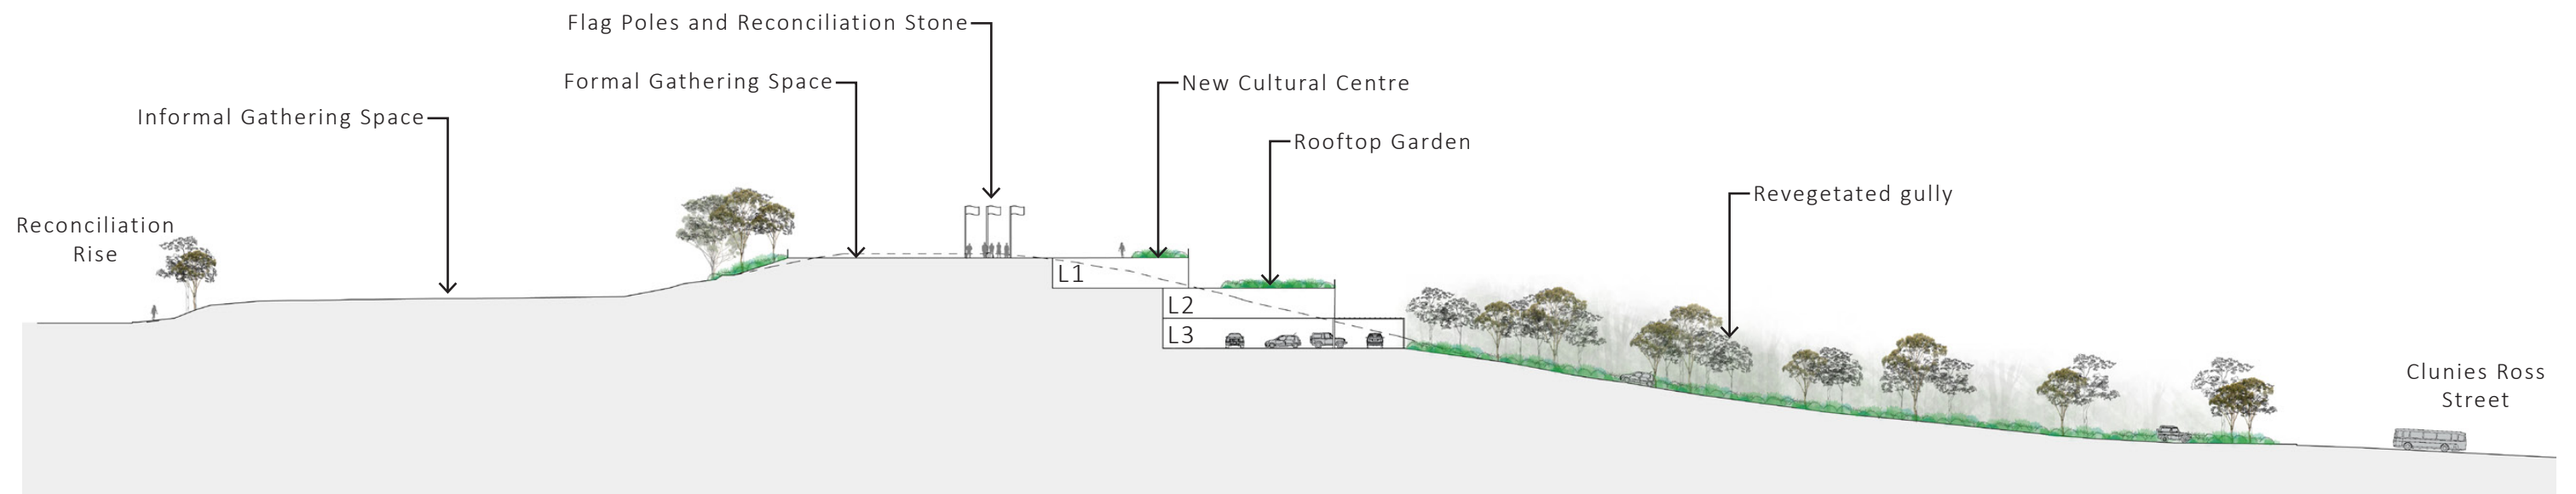 Flag Poles and Reconciliation Stone
Formal Gathering Space
New Cultural Centre
Informal Gathering Space
Rooftop Garden
Revegetated gully
Reconciliation
Rise
L1
L2
L3
Clunies Ross
Street